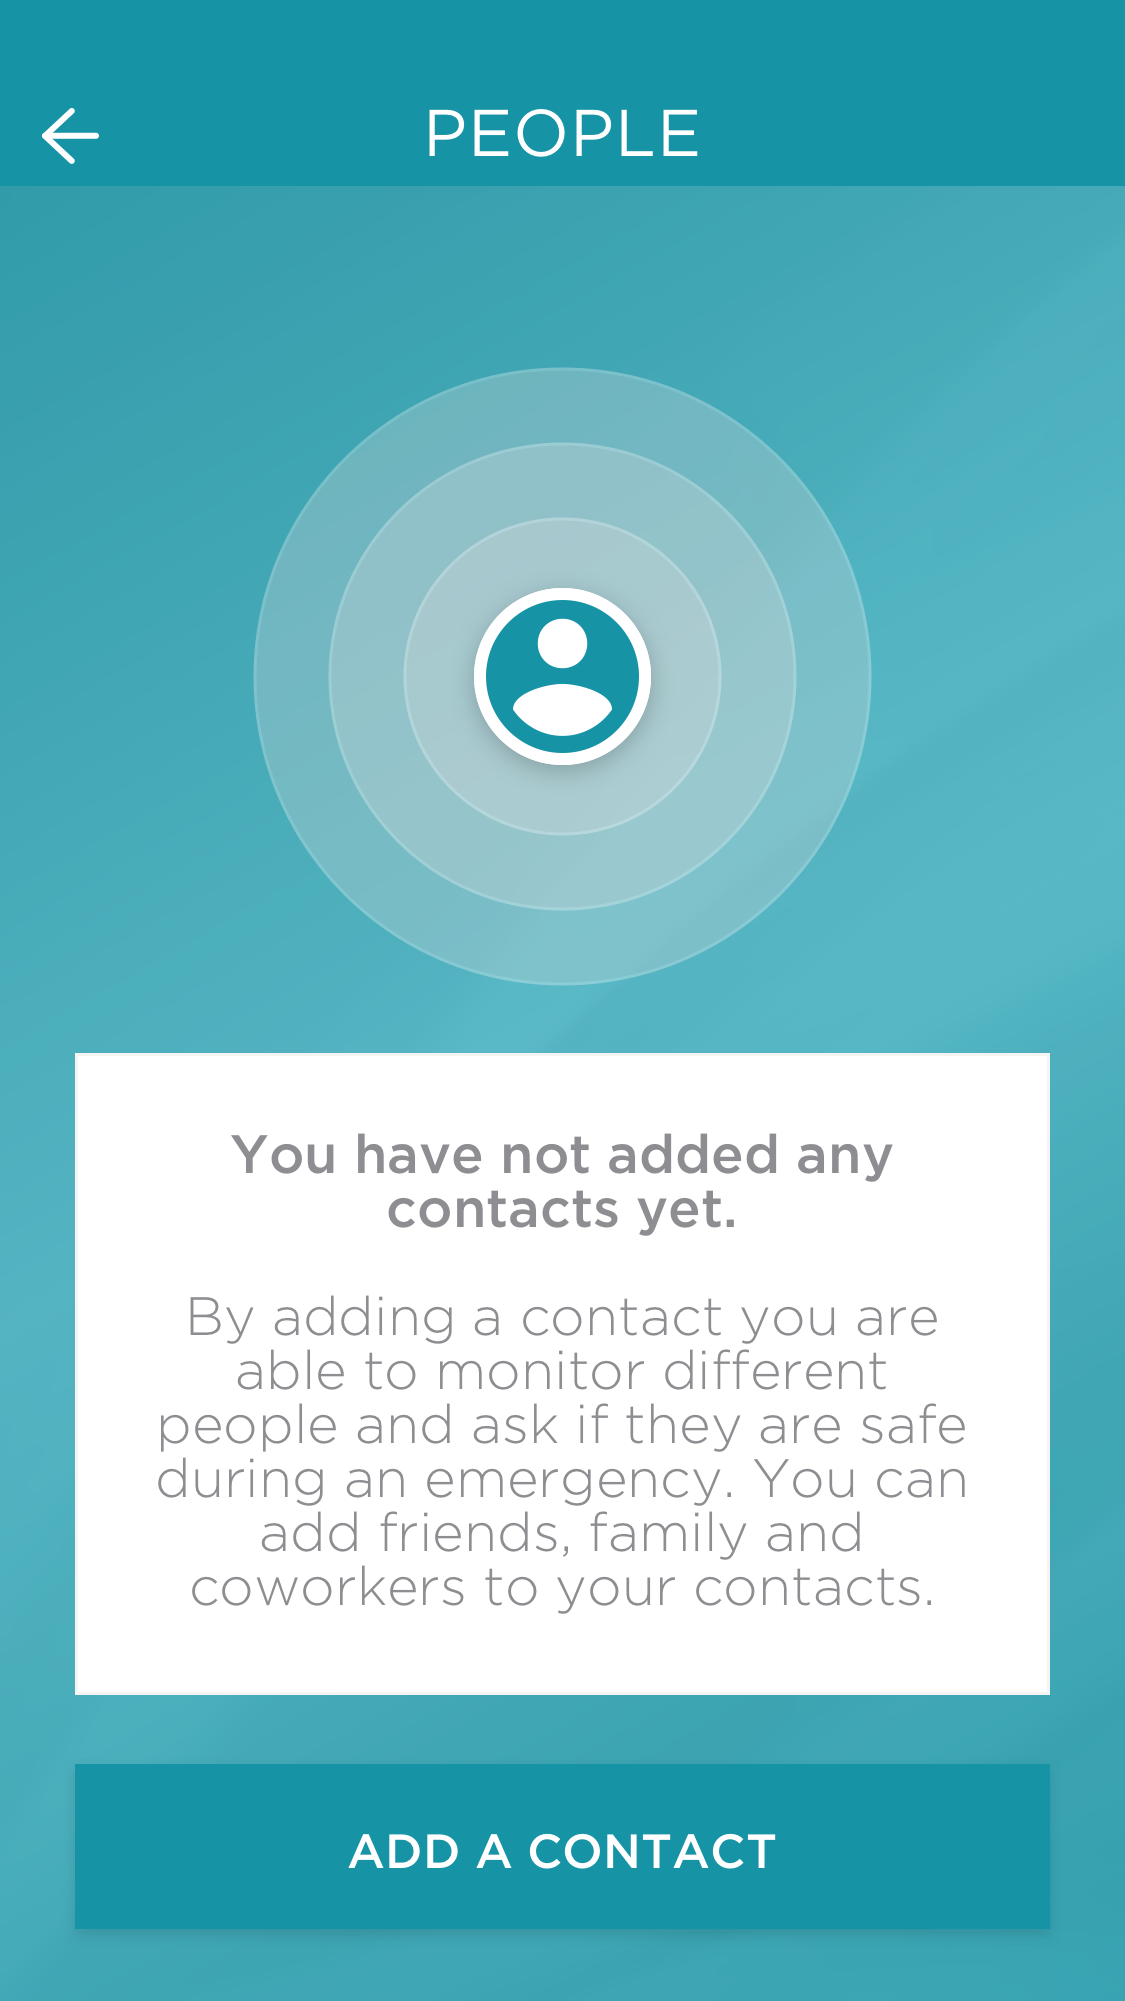 PEOPLE
You have not added any
contacts yet.
By adding a contact you are
able to monitor different
people and ask if they are safe
during an emergency. You can
add friends, family and
coworkers to your contacts.
ADD A CONTACT